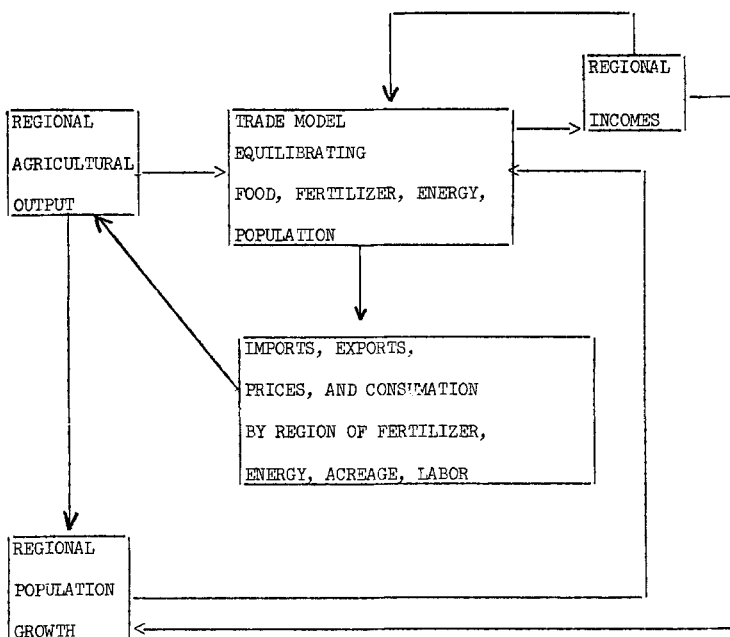 REGIONAL
INCOMES
REGIONAL
AGRICULTURAL
OUTPUT
TRADE MODEL
EQUILIBRATING
FOOD, FERTILIZER, ENERGY,
POPULATION
IMPORTS, EXPORTS,
PRICES, AND CONSUMATION
BY REGION OF FERTILIZER,
ENERGY, ACREAGE, LABOR
REGIONAL
POPULATION
GROWTH